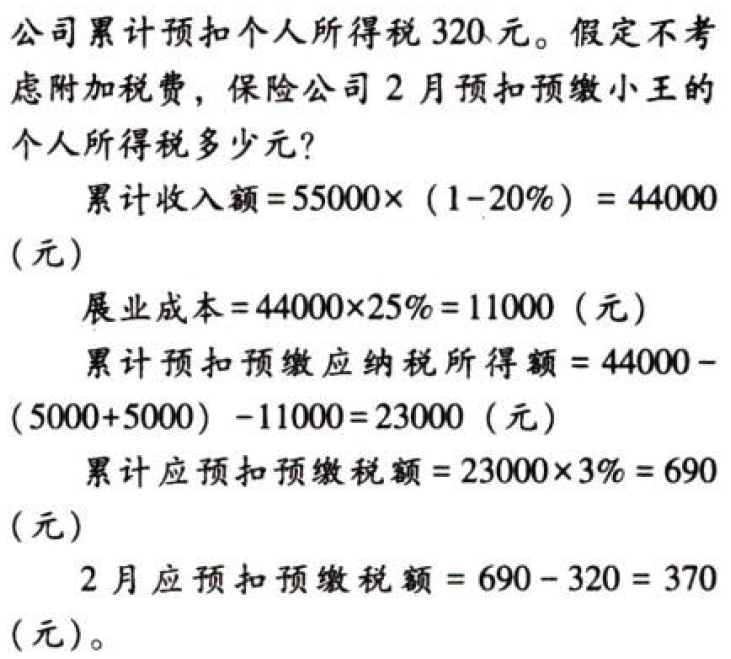 公司累计预扣个人所得税 320 元。假定不考
虑附加税费，保险公司 2 月预扣预缴小王的
个人所得税多少元？
累计收入额=55000×（1-20%）= 44000
（元）
展业成本=44000×25%=11000（元）
累计预扣预缴应纳税所得额 = 44000-
（5000+5000）-11000=23000（元）
累计应预扣预缴税额=23000×3%=690
（元）
2 月应预扣预缴税额 = 690-320 = 370
（元）。